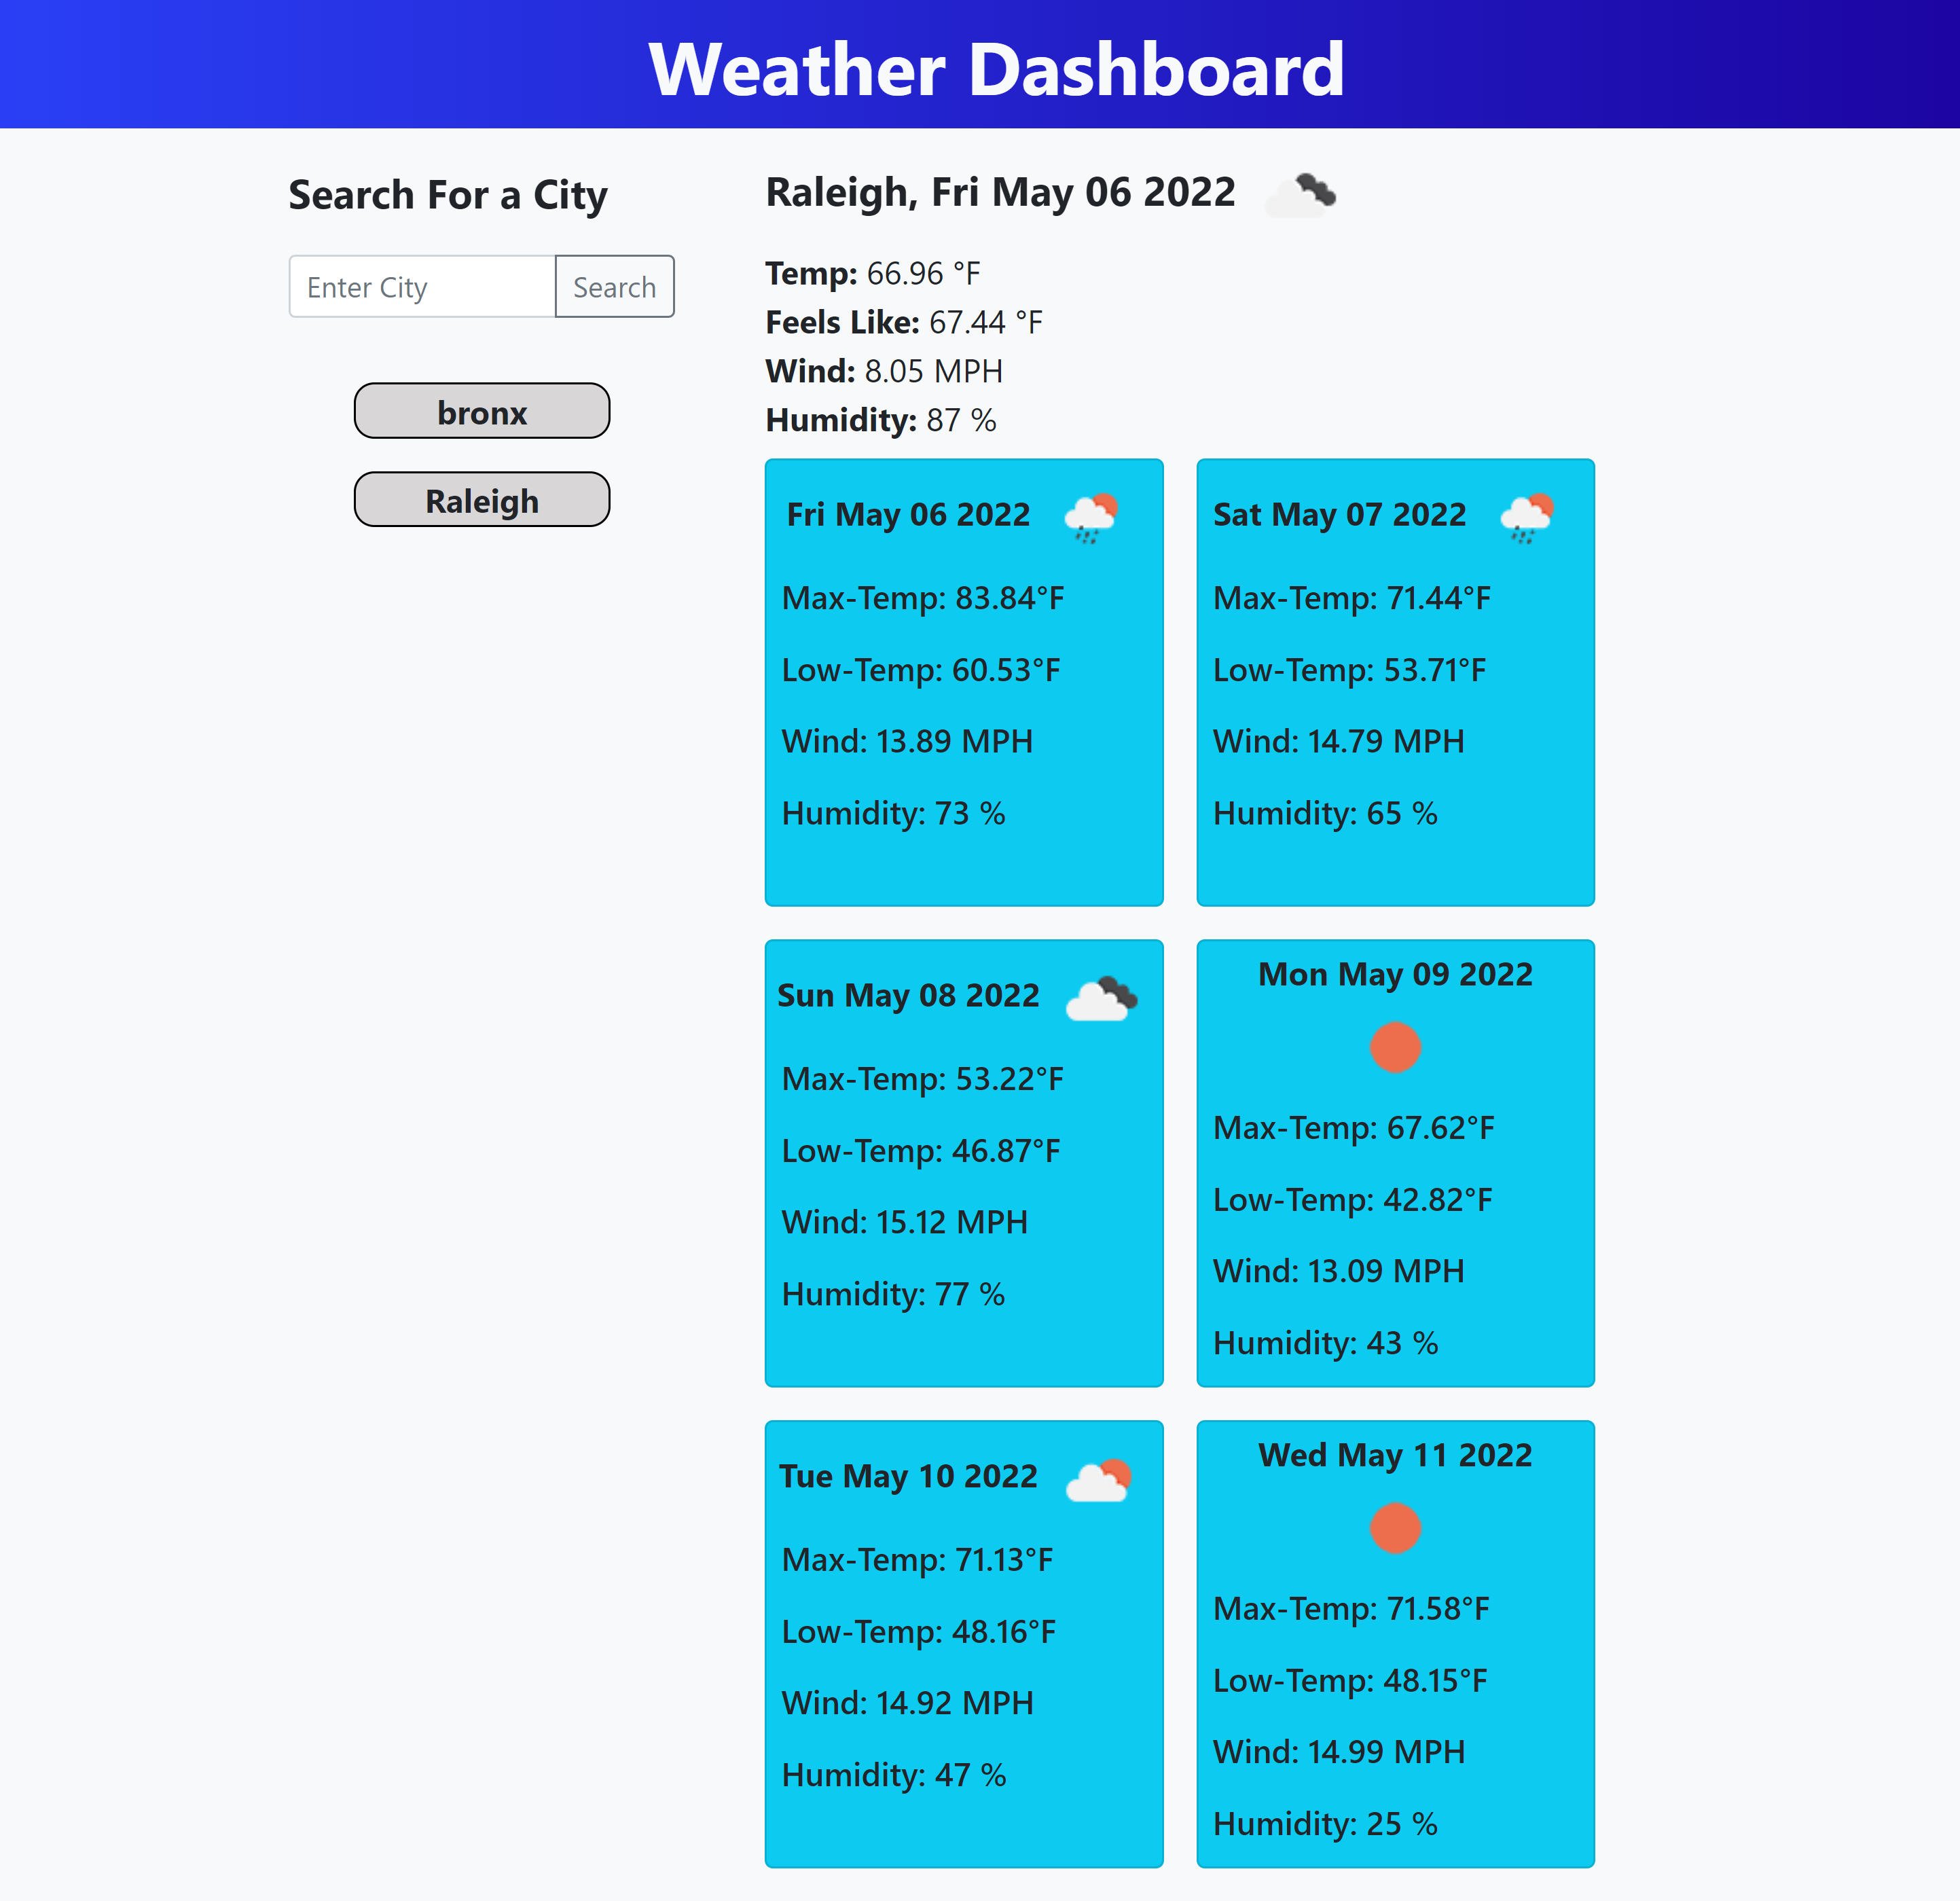 Weather Dashboard
Search For a City
Enter City
Search
bronx
Raleigh
Raleigh, Fri May 06 2022
Temp: 66.96 °F
Feels Like: 67.44 °F
Wind: 8.05 MPH
Humidity: 87 %
Fri May 06 2022
Max-Temp: 83.84°F
Low-Temp: 60.53°F
Wind: 13.89 MPH
Humidity: 73 %
Sat May 07 2022
Max-Temp: 71.44°F
Low-Temp: 53.71°F
Wind: 14.79 MPH
Humidity: 65 %
Sun May 08 2022
Max-Temp: 53.22°F
Low-Temp: 46.87°F
Wind: 15.12 MPH
Humidity: 77 %
Mon May 09 2022
Max-Temp: 67.62°F
Low-Temp: 42.82°F
Wind: 13.09 MPH
Humidity: 43 %
Tue May 10 2022
Max-Temp: 71.13°F
Low-Temp: 48.16°F
Wind: 14.92 MPH
Humidity: 47 %
Wed May 11 2022
Max-Temp: 71.58°F
Low-Temp: 48.15°F
Wind: 14.99 MPH
Humidity: 25 %